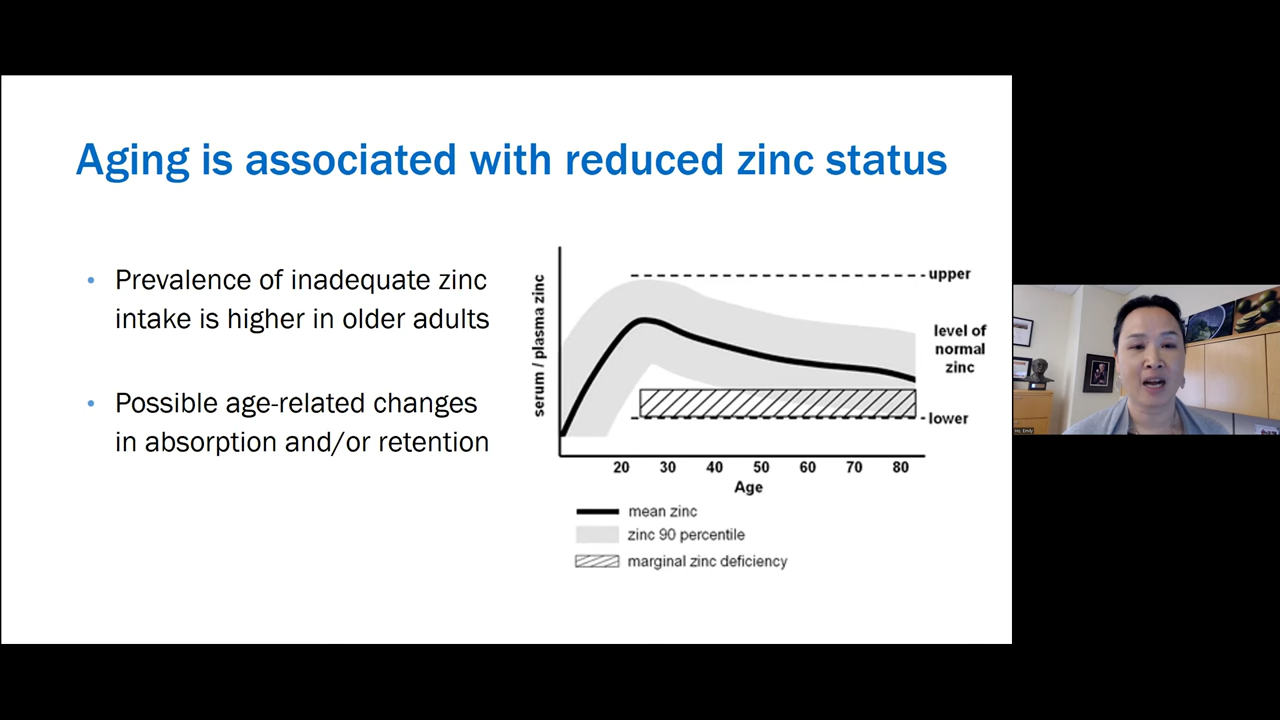 Aging is associated with reduced zinc status
• Prevalence of inadequate zinc
intake is higher in older adults
• Possible age-related changes
in absorption and/or retention
serum / plasma zinc
upper
level of
normal
zinc
lower
20 30 40 50 60 70 80
Age
mean zinc
zinc 90 percentile
marginal zinc deficiency
Ho, Emily